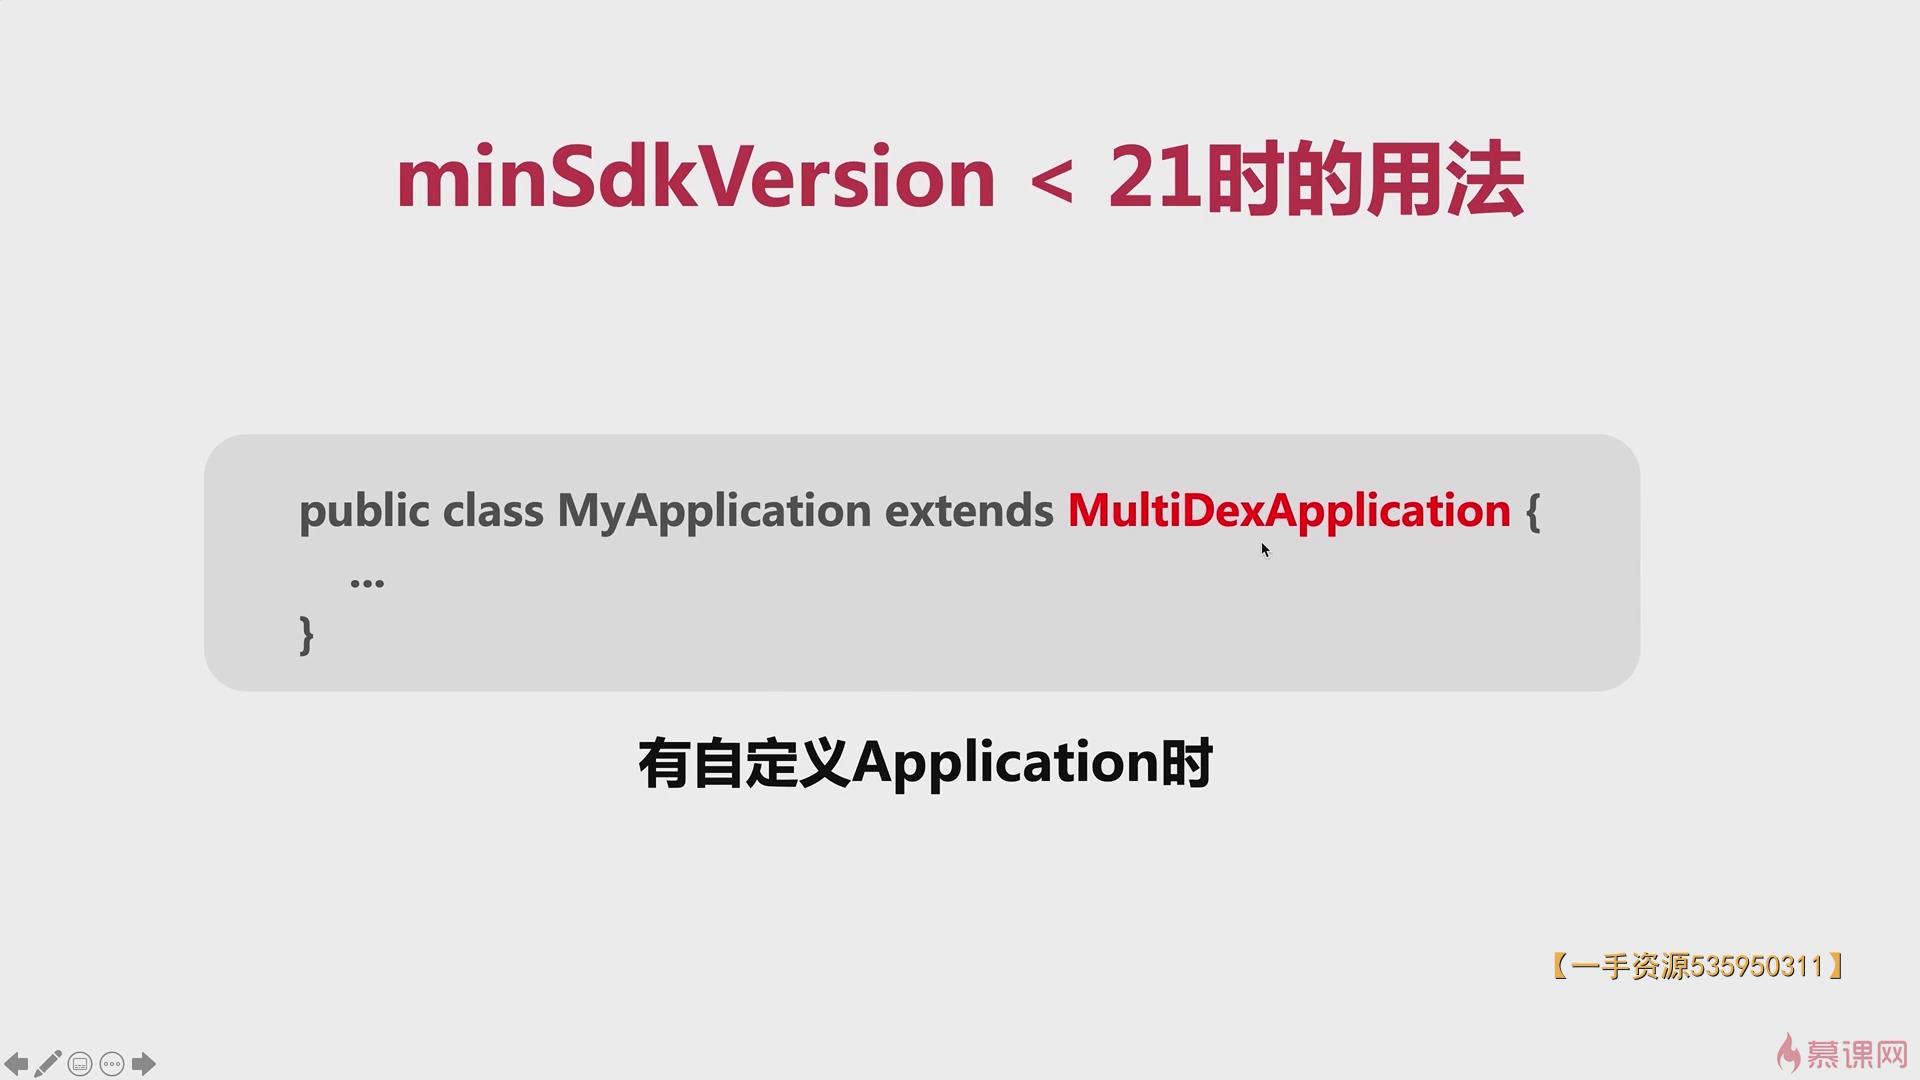 minSdkVersion < 21时的用法
public class MyApplication extends MultiDexApplication {
...
}
有自定义Application时
【一手资源535950311】
慕课网